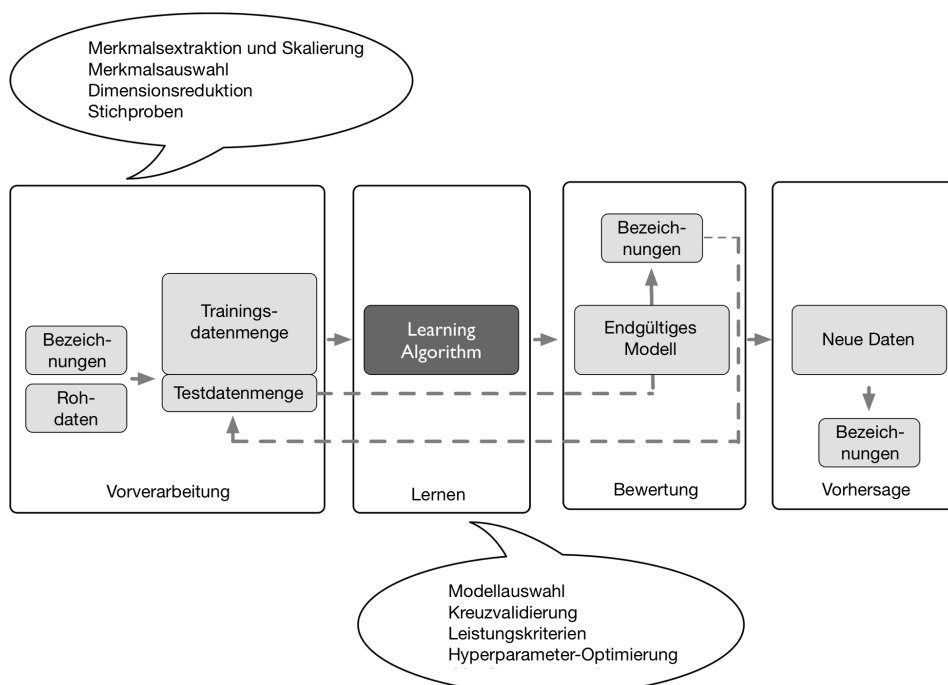 Merkmalsextraktion und Skalierung
Merkmalsauswahl
Dimensionsreduktion
Stichproben
Bezeich-
nungen
Roh-
daten
Trainings-
datenmenge
Testdatenmenge
Vorverarbeitung
Learning
Algorithm
Lernen
Bezeich-
nungen
Endgültiges
Modell
Bewertung
Neue Daten
Bezeich-
nungen
Vorhersage
Modellauswahl
Kreuzvalidierung
Leistungskriterien
Hyperparameter-Optimierung